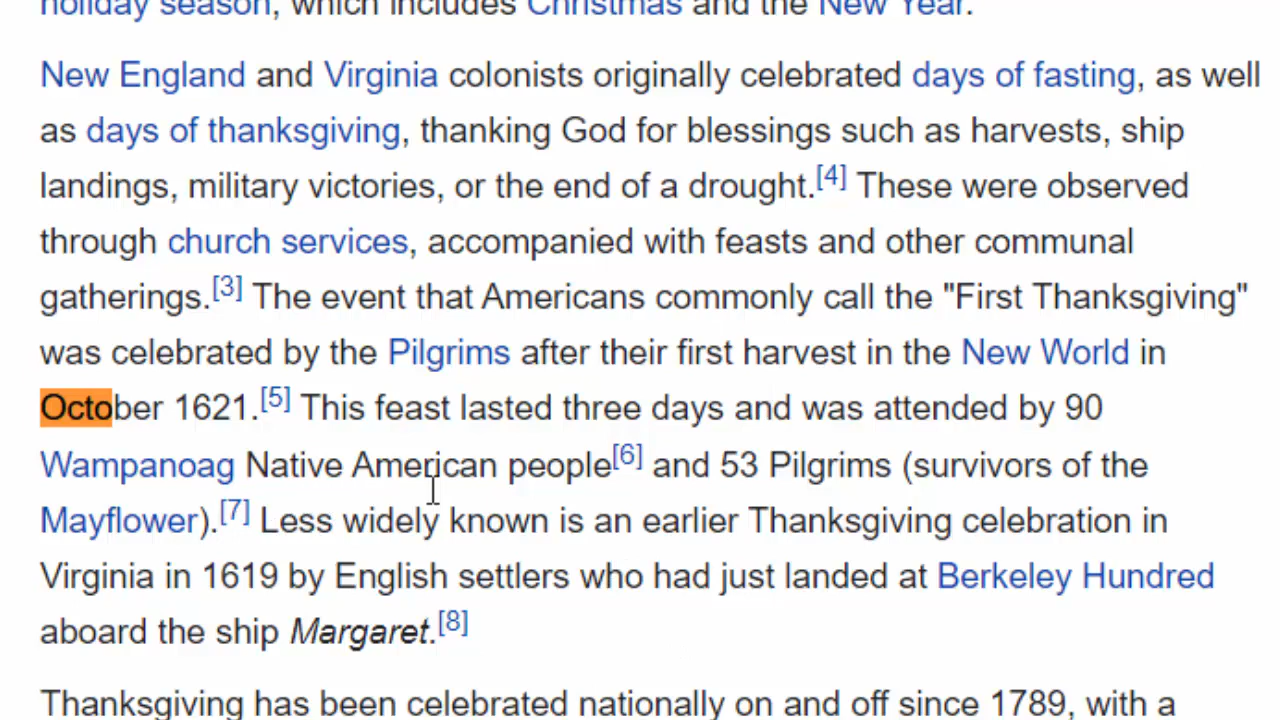 holiday season, which includes Christmas and the New Year.
New England and Virginia colonists originally celebrated days of fasting, as well
as days of thanksgiving, thanking God for blessings such as harvests, ship
landings, military victories, or the end of a drought.[4] These were observed
through church services, accompanied with feasts and other communal
gatherings.[3] The event that Americans commonly call the "First Thanksgiving"
was celebrated by the Pilgrims after their first harvest in the New World in
October 1621.[5] This feast lasted three days and was attended by 90
Wampanoag Native American people[6] and 53 Pilgrims (survivors of the
Mayflower).[7] Less widely known is an earlier Thanksgiving celebration in
Virginia in 1619 by English settlers who had just landed at Berkeley Hundred
aboard the ship Margaret.[8]
Thanksgiving has been celebrated nationally on and off since 1789, with a